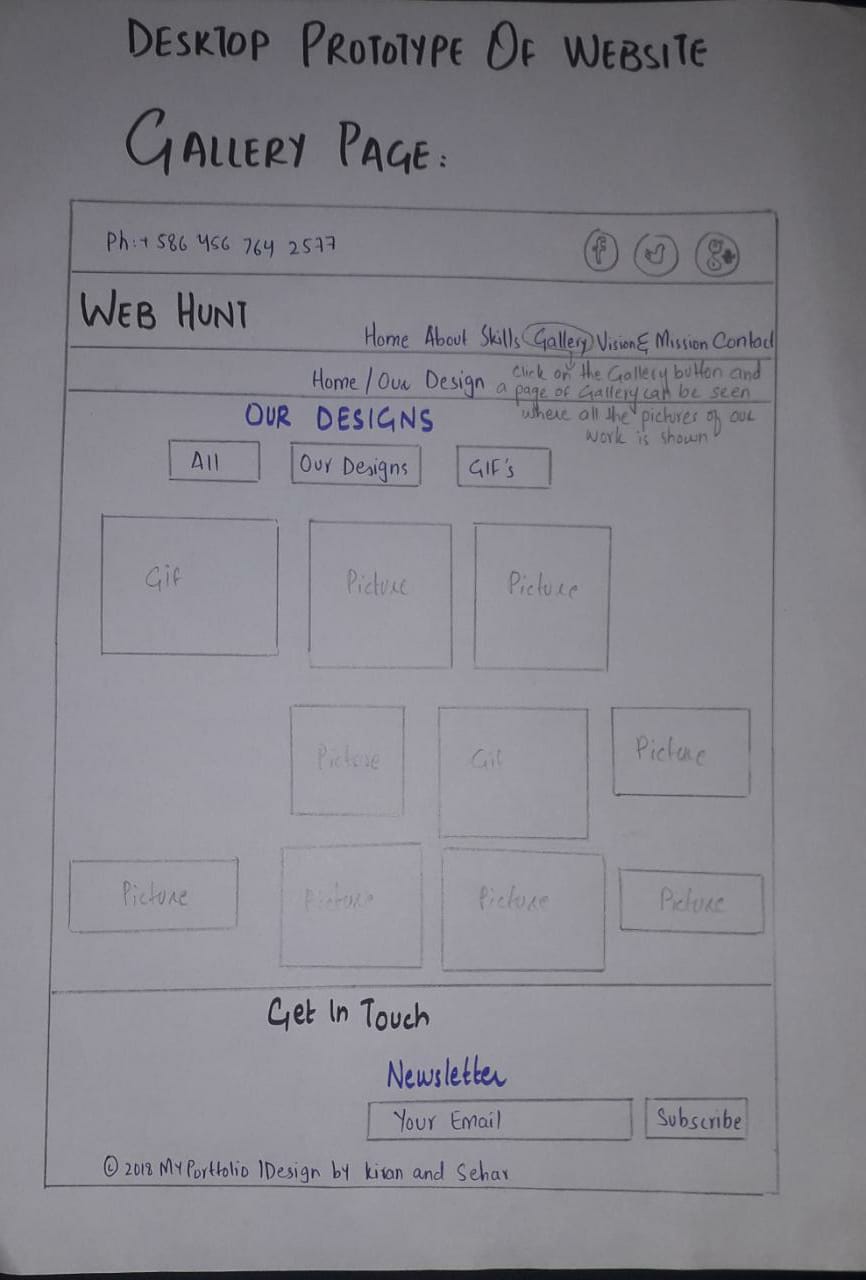 DESKTOP PROTOTYPE OF WEBSITE
GALLERY PAGE:
Ph:+ 586 456 764 2577
f g+
WEB HUNT
Home About Skills Gallery Vision & Mission Contact
Home / Our Design
click on the Gallery button and
a page of Gallery can be seen
where all the pictures of our
work is shown
OUR DESIGNS
All Our Designs GIF's
Gif Picture Picture
Picture Gif Picture
Picture Picture Picture Picture
Get In Touch
Newsletter
Your Email Subscribe
© 2018 MY Portfolio |Design by kiran and Sehar